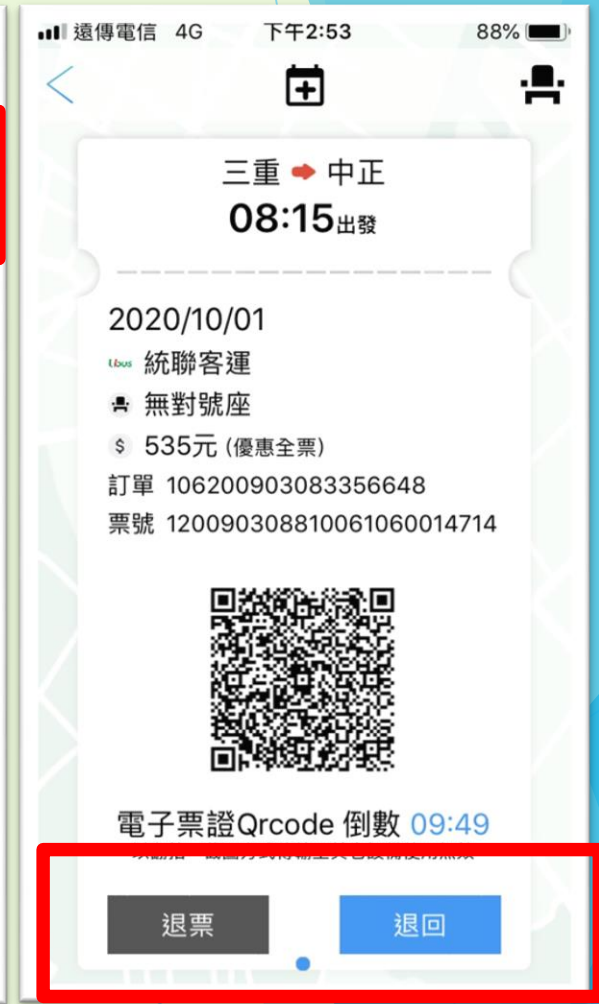 遠傳電信 4G 下午2:53 88%
三重 中正
08:15出發
2020/10/01
Ubus 統聯客運
無對號座
$ 535元 (優惠全票)
訂單 106200903083356648
票號 120090308810061060014714
電子票證Qrcode 倒數 09:49
退票 退回